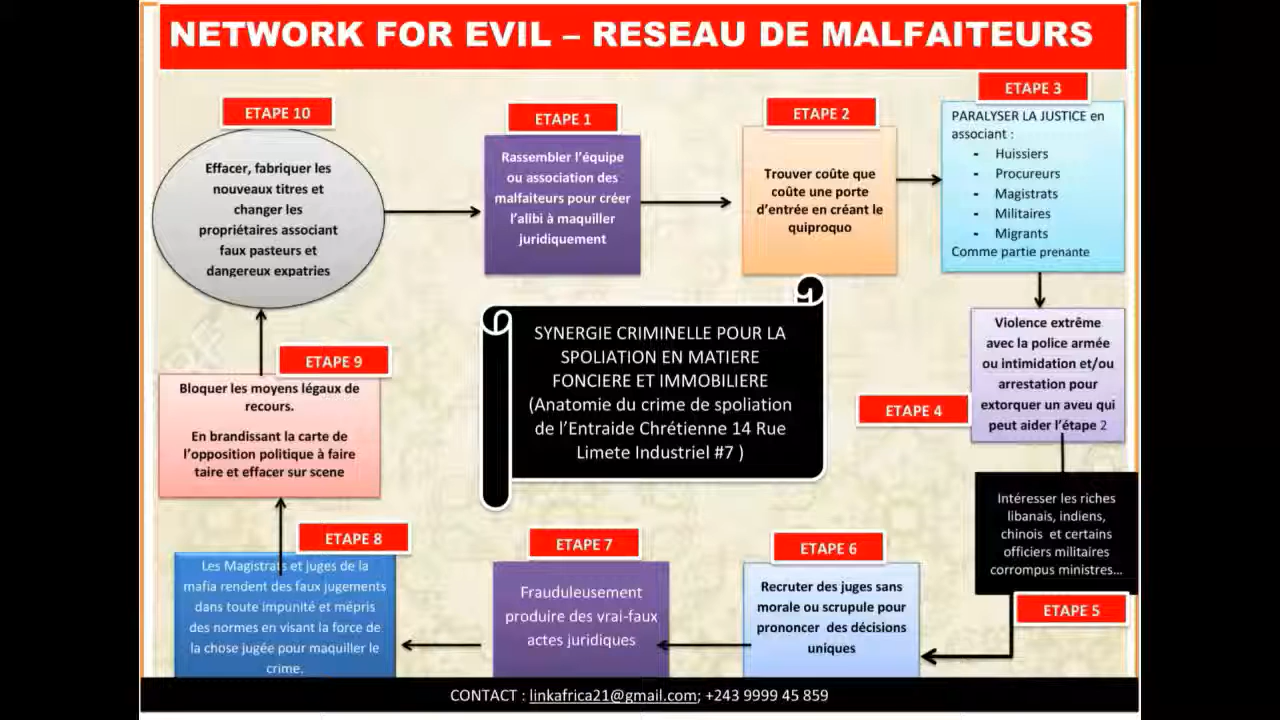 NETWORK FOR EVIL – RESEAU DE MALFAITEURS
ETAPE 10
Effacer, fabriquer les
nouveaux titres et
changer les
propriétaires associant
faux pasteurs et
dangereux expatries
ETAPE 1
Rassembler l’équipe
ou association des
malfaiteurs pour créer
l’alibi à maquiller
juridiquement
ETAPE 2
Trouver coûte que
coûte une porte
d’entrée en créant le
quiproquo
ETAPE 3
PARALYSER LA JUSTICE en
associant :
- Huissiers
- Procureurs
- Magistrats
- Militaires
- Migrants
Comme partie prenante
SYNERGIE CRIMINELLE POUR LA
SPOLIATION EN MATIERE
FONCIERE ET IMMOBILIERE
(Anatomie du crime de spoliation
de l’Entraide Chrétienne 14 Rue
Limete Industriel #7 )
ETAPE 4
Violence extrême
avec la police armée
ou intimidation et/ou
arrestation pour
extorquer un aveu qui
peut aider l’étape 2
Intéresser les riches
libanais, indiens,
chinois et certains
officiers militaires
corrompus ministres…
ETAPE 5
ETAPE 6
Recruter des juges sans
morale ou scrupule pour
prononcer des décisions
uniques
ETAPE 7
Frauduleusement
produire des vrai-faux
actes juridiques
ETAPE 8
Les Magistrats et juges de la
mafia rendent des faux jugements
dans toute impunité et mépris
des normes en visant la force de
la chose jugée pour maquiller le
crime.
ETAPE 9
Bloquer les moyens légaux de
recours.
En brandissant la carte de
l’opposition politique à faire
taire et effacer sur scene
CONTACT : linkafrica21@gmail.com; +243 9999 45 859